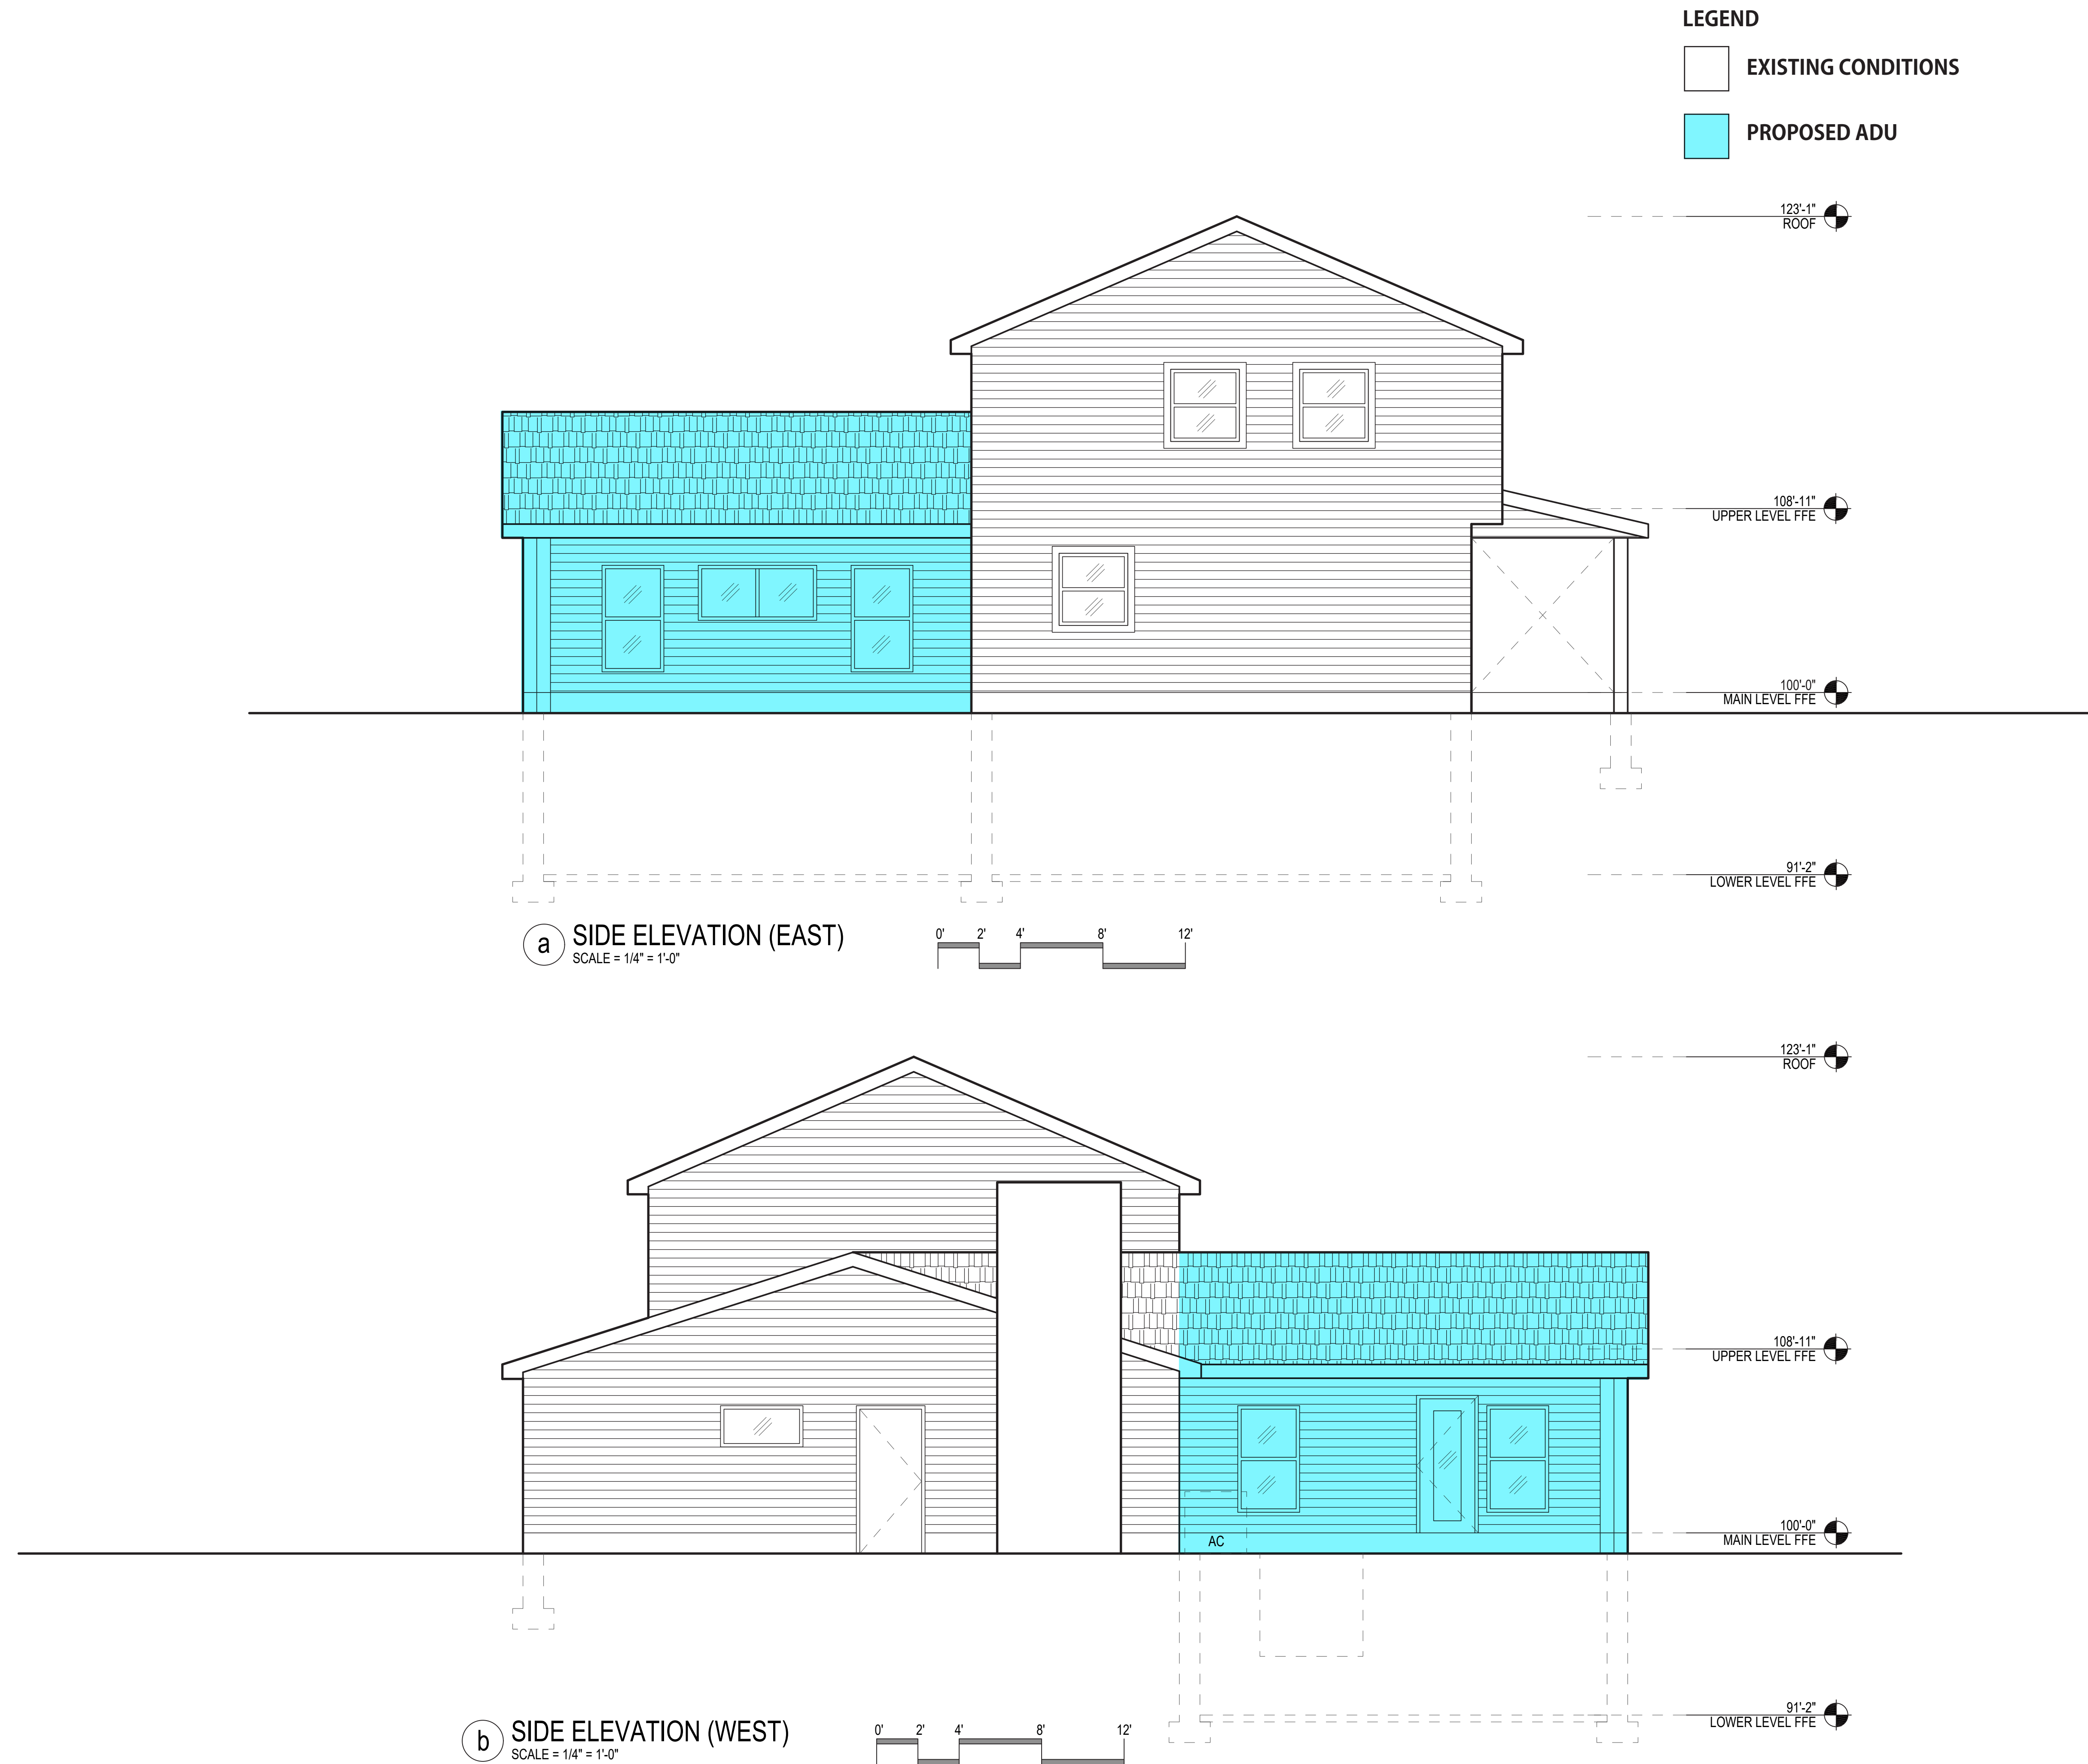 LEGEND
EXISTING CONDITIONS
PROPOSED ADU
123'-1"
ROOF
108'-11"
UPPER LEVEL FFE
100'-0"
MAIN LEVEL FFE
91'-2"
LOWER LEVEL FFE
a SIDE ELEVATION (EAST)
SCALE = 1/4" = 1'-0"
0' 2' 4' 8' 12'
123'-1"
ROOF
108'-11"
UPPER LEVEL FFE
100'-0"
MAIN LEVEL FFE
AC
91'-2"
LOWER LEVEL FFE
b SIDE ELEVATION (WEST)
SCALE = 1/4" = 1'-0"
0' 2' 4' 8' 12'